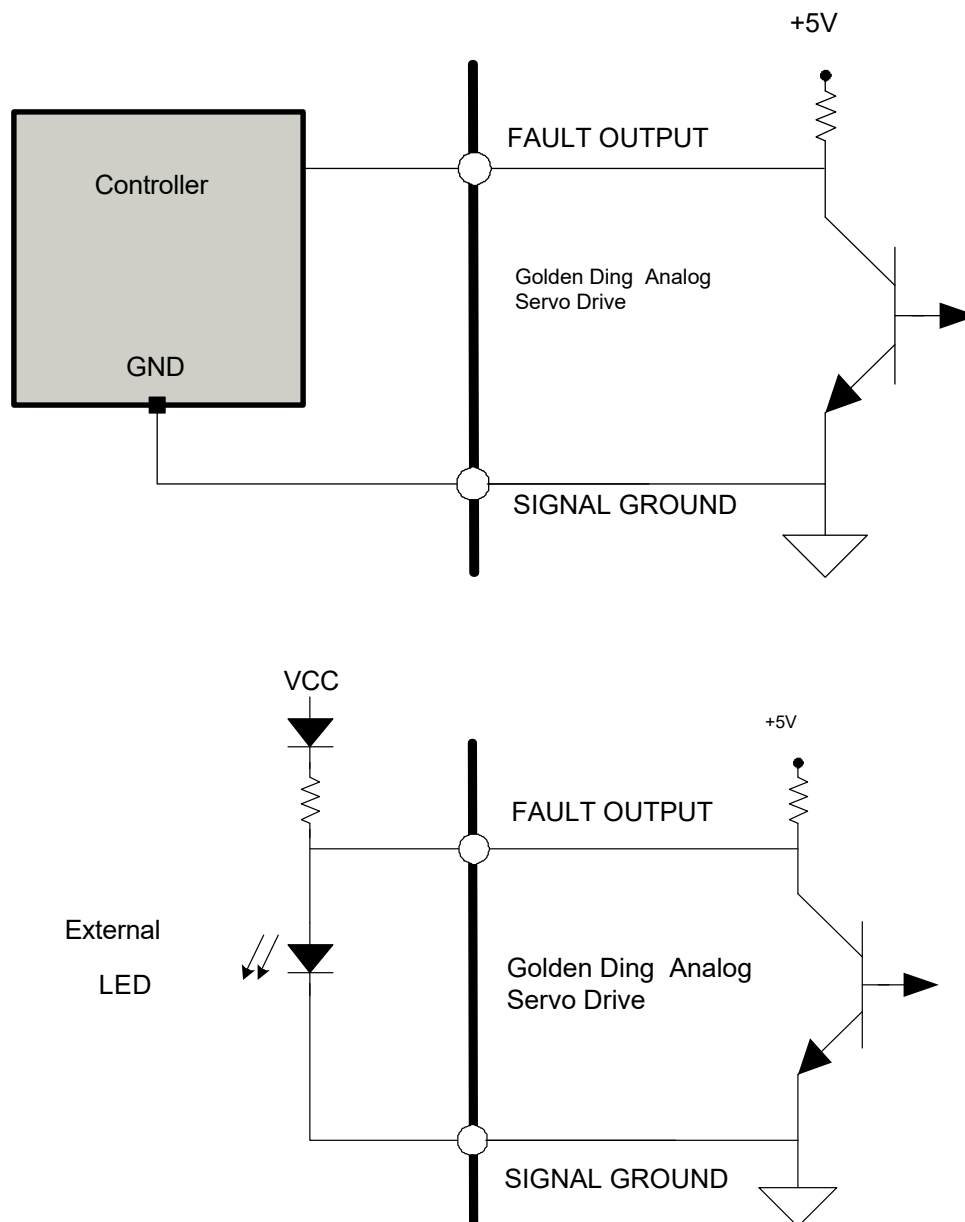 +5V
FAULT OUTPUT
Controller
Golden Ding Analog
Servo Drive
GND
SIGNAL GROUND
VCC
+5V
FAULT OUTPUT
External
LED
Golden Ding Analog
Servo Drive
SIGNAL GROUND